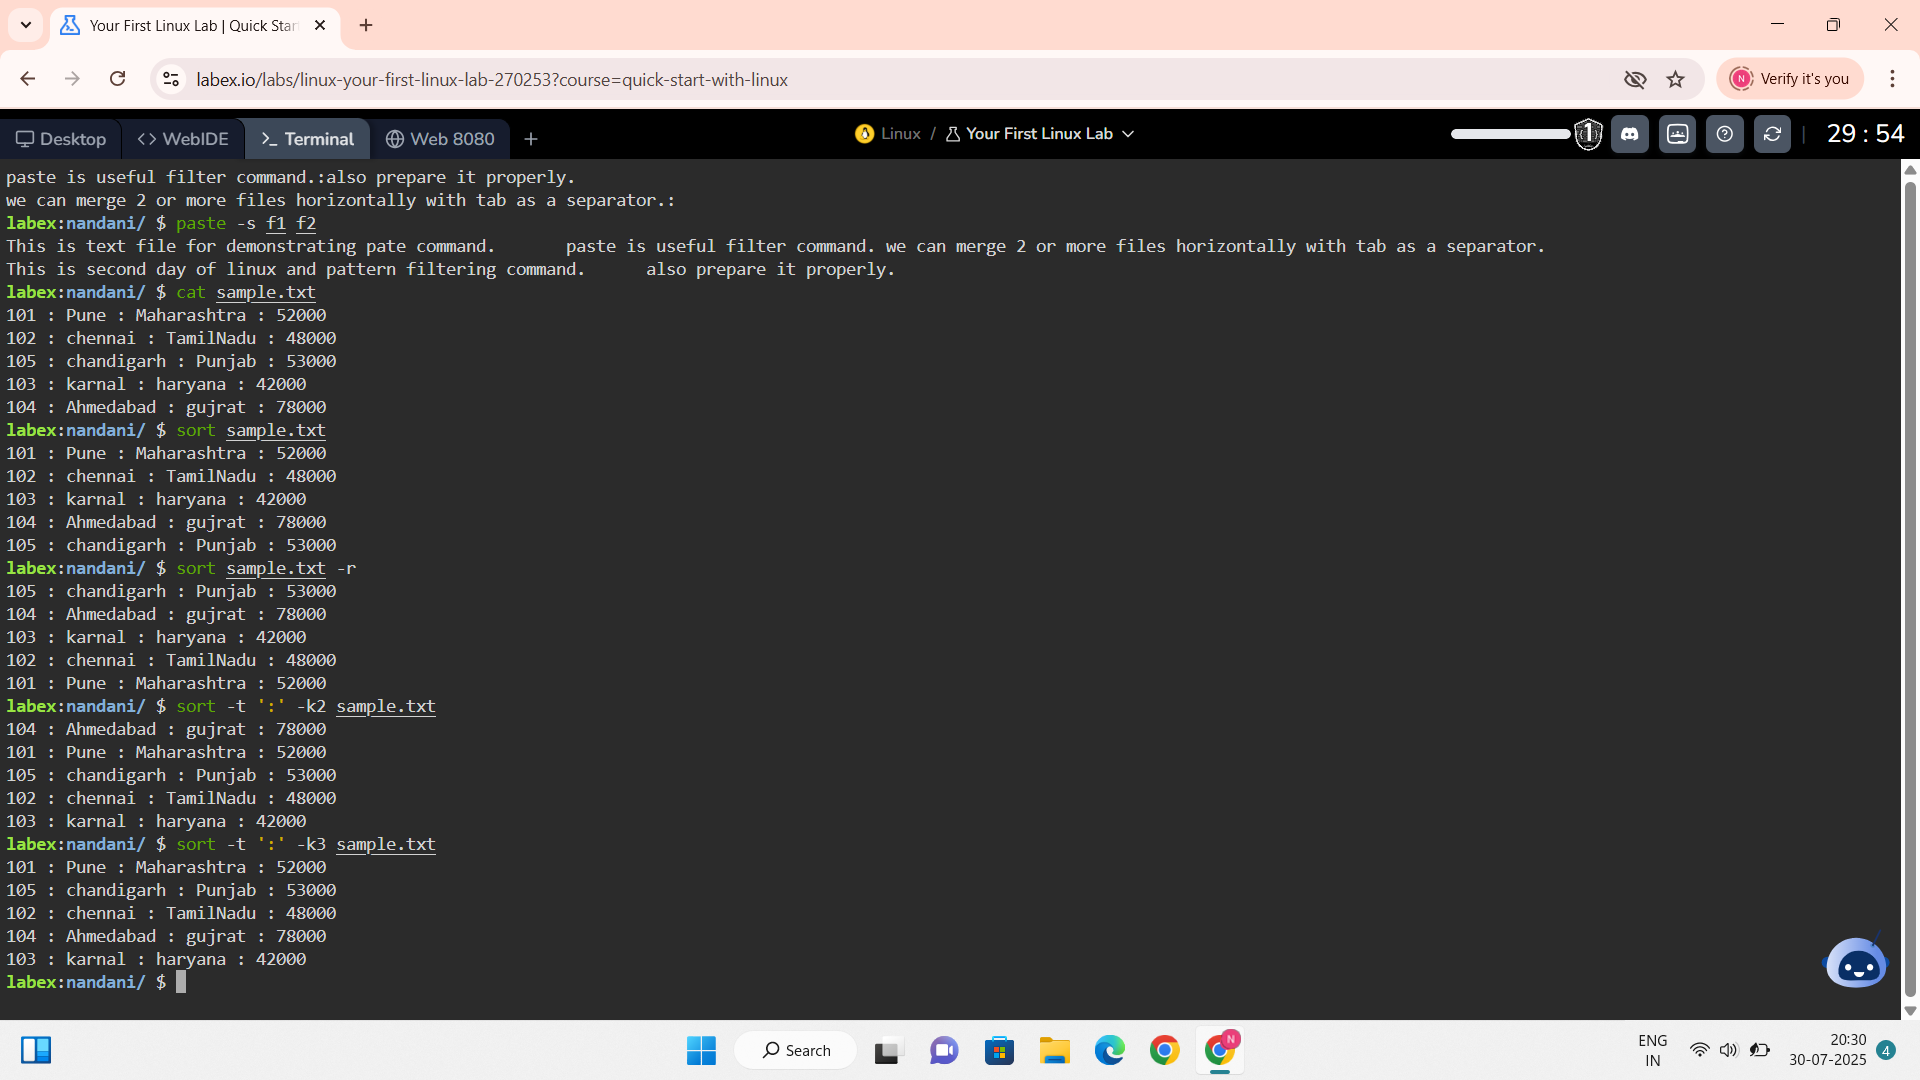 Your First Linux Lab | Quick Star
labex.io/labs/linux-your-first-linux-lab-270253?course=quick-start-with-linux
N Verify it's you
Desktop WebIDE Terminal Web 8080 Linux / Your First Linux Lab 1 29 : 54
paste is useful filter command.:also prepare it properly.
we can merge 2 or more files horizontally with tab as a separator.:
labex:nandani/ $ paste -s f1 f2
This is text file for demonstrating pate command.       paste is useful filter command. we can merge 2 or more files horizontally with tab as a separator.
This is second day of linux and pattern filtering command.      also prepare it properly.
labex:nandani/ $ cat sample.txt
101 : Pune : Maharashtra : 52000
102 : chennai : TamilNadu : 48000
105 : chandigarh : Punjab : 53000
103 : karnal : haryana : 42000
104 : Ahmedabad : gujrat : 78000
labex:nandani/ $ sort sample.txt
101 : Pune : Maharashtra : 52000
102 : chennai : TamilNadu : 48000
103 : karnal : haryana : 42000
104 : Ahmedabad : gujrat : 78000
105 : chandigarh : Punjab : 53000
labex:nandani/ $ sort sample.txt -r
105 : chandigarh : Punjab : 53000
104 : Ahmedabad : gujrat : 78000
103 : karnal : haryana : 42000
102 : chennai : TamilNadu : 48000
101 : Pune : Maharashtra : 52000
labex:nandani/ $ sort -t ':' -k2 sample.txt
104 : Ahmedabad : gujrat : 78000
101 : Pune : Maharashtra : 52000
105 : chandigarh : Punjab : 53000
102 : chennai : TamilNadu : 48000
103 : karnal : haryana : 42000
labex:nandani/ $ sort -t ':' -k3 sample.txt
101 : Pune : Maharashtra : 52000
105 : chandigarh : Punjab : 53000
102 : chennai : TamilNadu : 48000
104 : Ahmedabad : gujrat : 78000
103 : karnal : haryana : 42000
labex:nandani/ $
Search
N
ENG
IN
20:30
30-07-2025
4